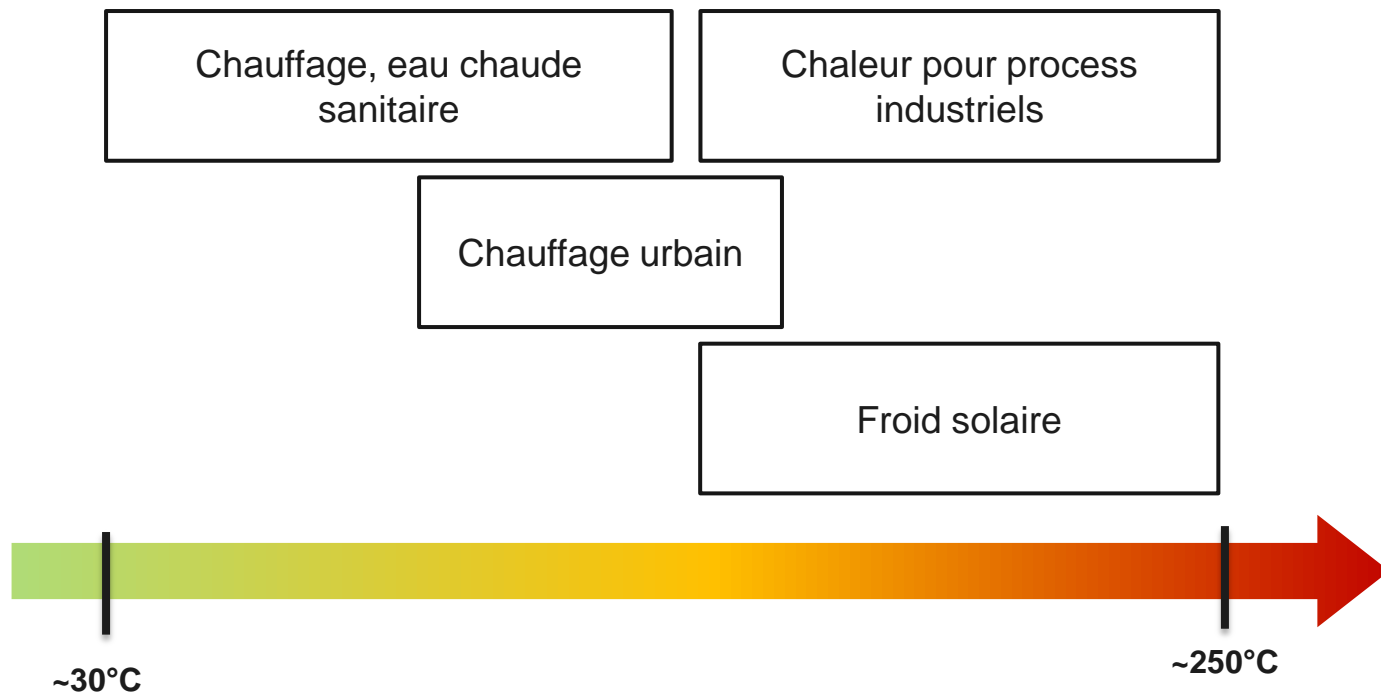 Chauffage, eau chaude
sanitaire
Chaleur pour process
industriels
Chauffage urbain
Froid solaire
~30°C
~250°C